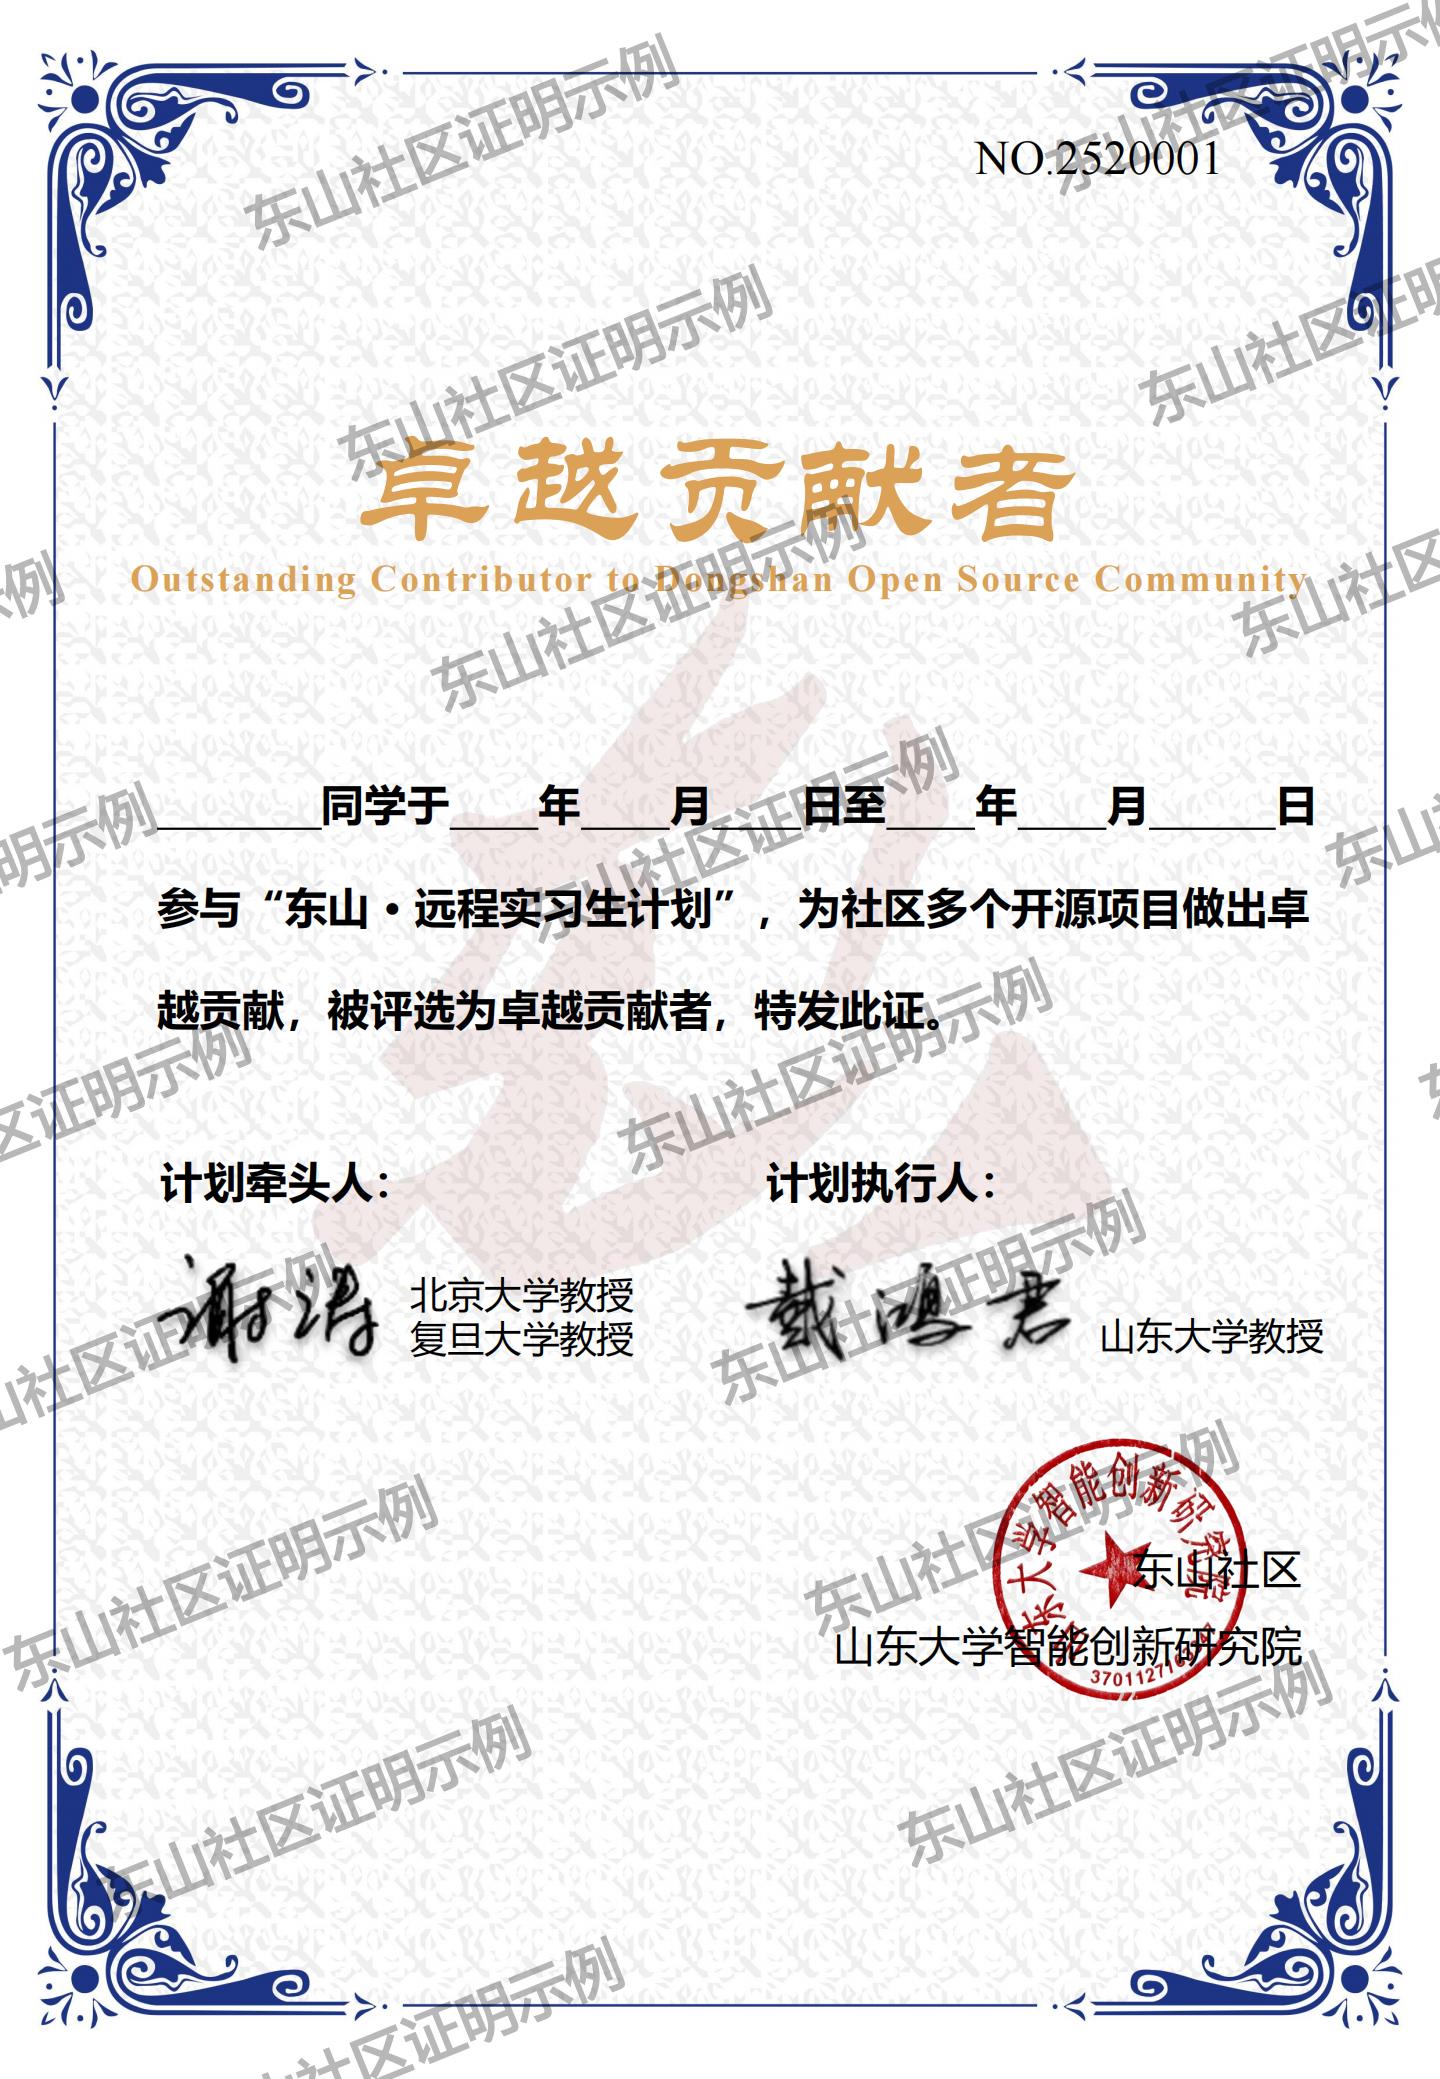 NO.2520001
卓越贡献者
Outstanding Contributor to Dongshan Open Source Community
________同学于____年____月____日至____年____月______日
参与“东山·远程实习生计划”，为社区多个开源项目做出卓
越贡献，被评选为卓越贡献者，特发此证。
计划牵头人： 计划执行人：
北京大学教授
复旦大学教授
戴鸿君 山东大学教授
山东大学智能创新研究院
东山社区
山东大学智能创新研究院
东山社区证明示例